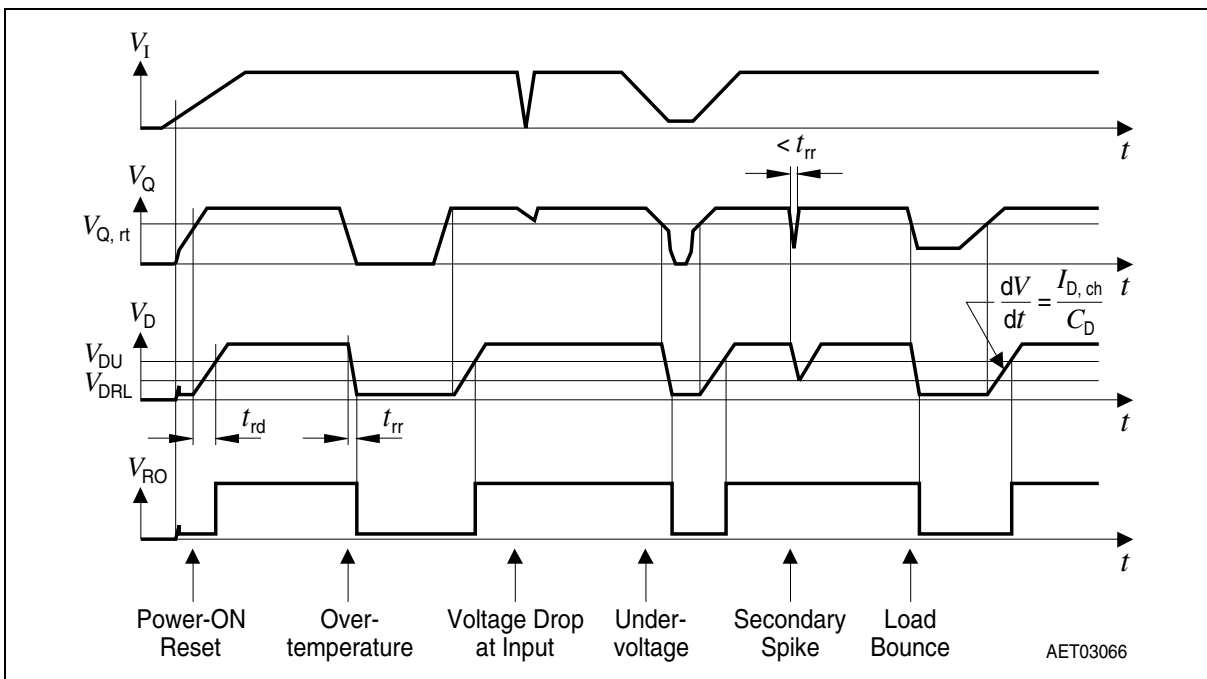 V_I
t
< t_rr
V_Q
V_Q, rt
t
dV/dt = I_D, ch/C_D
V_D
V_DU
V_DRL
t
t_rd
t_rr
V_RO
t
Power-ON Reset
Over-temperature
Voltage Drop at Input
Under-voltage
Secondary Spike
Load Bounce
AET03066